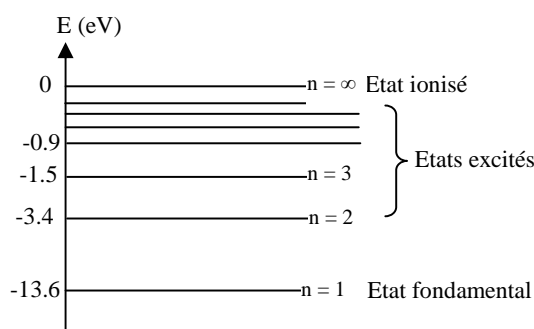 E (eV)
0 n = ∞ Etat ionisé
-0.9
Etats excités
-1.5 n = 3
-3.4 n = 2
-13.6 n = 1 Etat fondamental